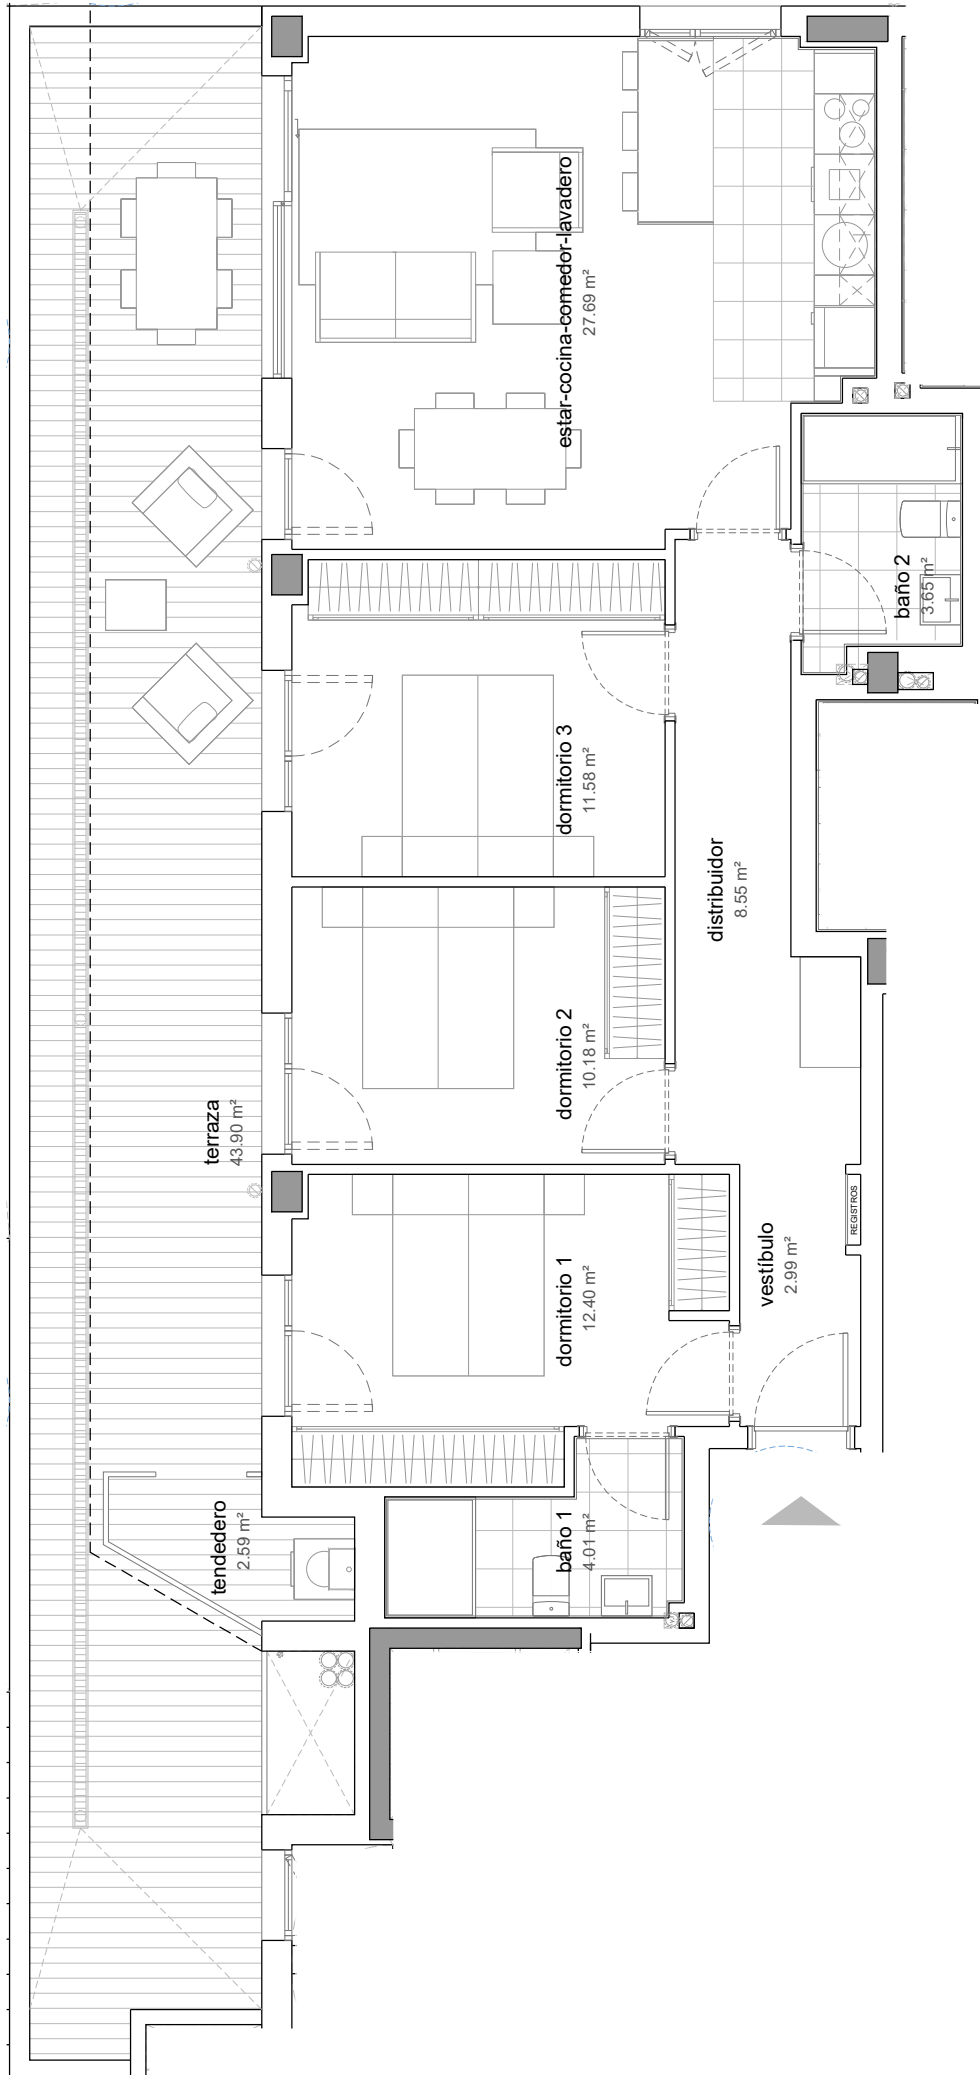 estar-cocina-comedor-lavadero
27.69 m²
baño 2
3.65 m²
dormitorio 3
11.58 m²
distribuidor
8.55 m²
dormitorio 2
10.18 m²
terraza
43.90 m²
REGISTROS
vestíbulo
2.99 m²
dormitorio 1
12.40 m²
tendedero
2.59 m²
baño 1
4.01 m²